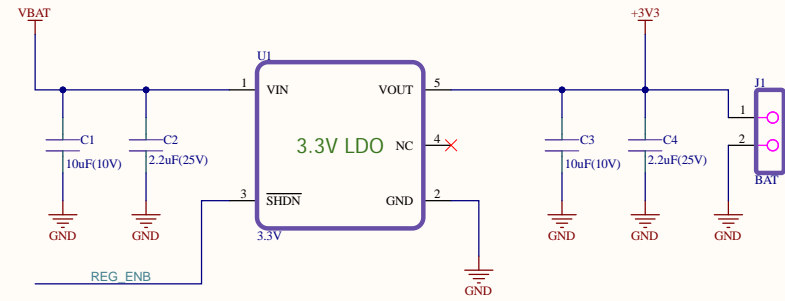 VBAT
+3V3
U1
J1
1
VIN
VOUT
5
1
C1
10uF(10V)
C2
2.2uF(25V)
3.3V LDO
NC
4
C3
10uF(10V)
C4
2.2uF(25V)
2
BAT
3
SHDN
GND
2
3.3V
GND
GND
GND
GND
GND
REG_ENB
GND